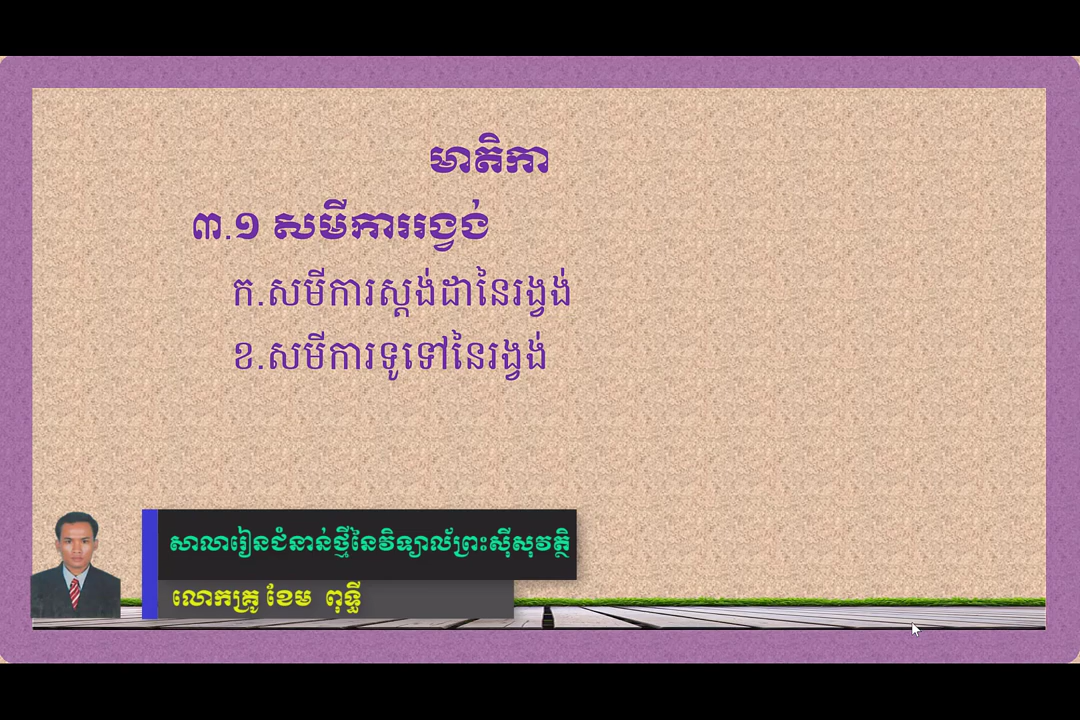 មាតិកា
៣.១ សមីការរង្វង់
ក.សមីការស្តង់ដានៃរង្វង់
ខ.សមីការទូទៅនៃរង្វង់
សាលារៀនជំនាន់ថ្មីនៃវិទ្យាល័ព្រះស៊ីសុវត្ថិ
លោកគ្រូ ខែម ពុទ្ធី